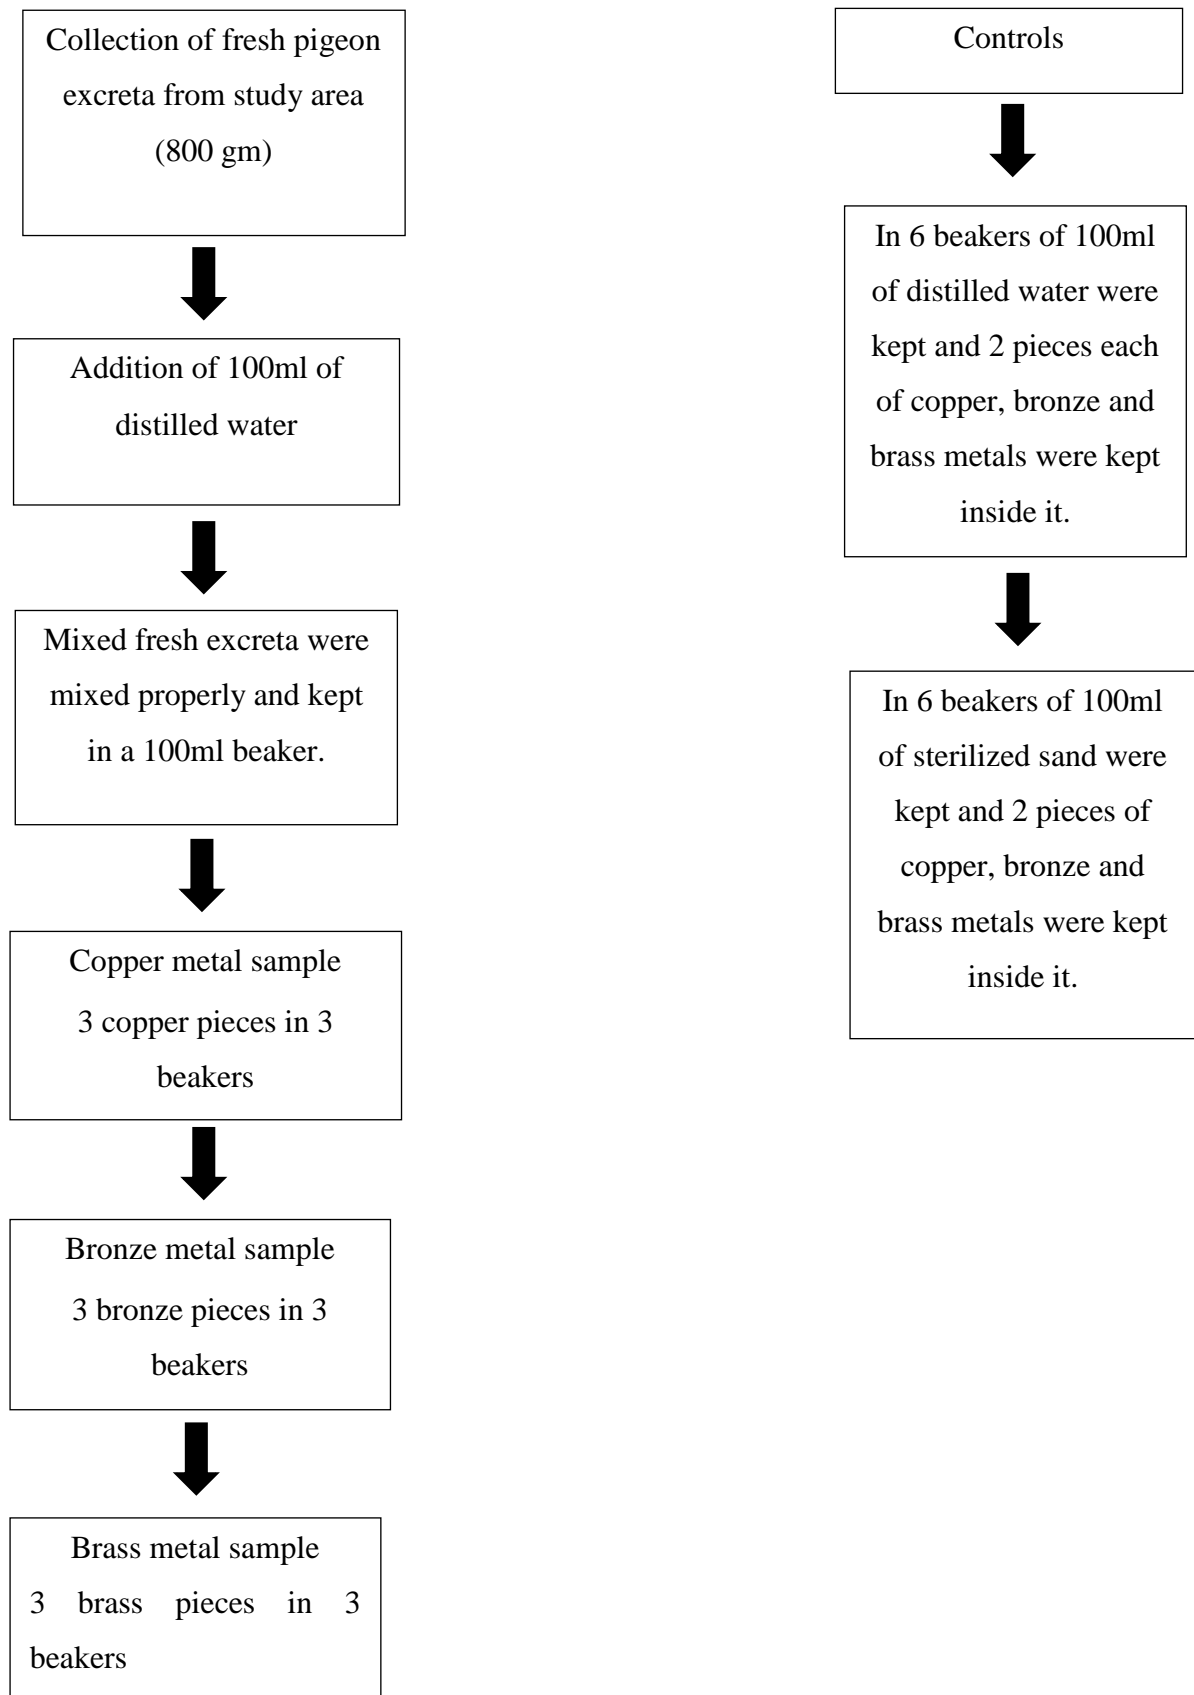 Collection of fresh pigeon
excreta from study area
(800 gm)
Addition of 100ml of
distilled water
Mixed fresh excreta were
mixed properly and kept
in a 100ml beaker.
Copper metal sample
3 copper pieces in 3
beakers
Bronze metal sample
3 bronze pieces in 3
beakers
Brass metal sample
3 brass pieces in 3
beakers
Controls
In 6 beakers of 100ml
of distilled water were
kept and 2 pieces each
of copper, bronze and
brass metals were kept
inside it.
In 6 beakers of 100ml
of sterilized sand were
kept and 2 pieces of
copper, bronze and
brass metals were kept
inside it.